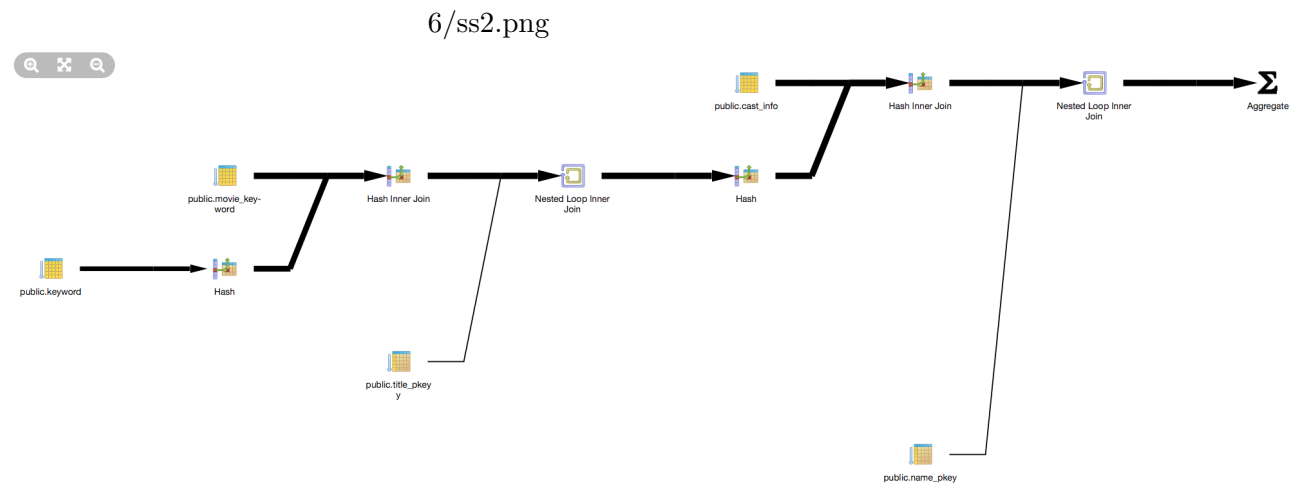 6/ss2.png
public.cast_info
Hash Inner Join
Nested Loop Inner
Join
Aggregate
public.movie_key-
word
Hash Inner Join
Nested Loop Inner
Join
Hash
public.keyword
Hash
public.title_pkey
y
public.name_pkey